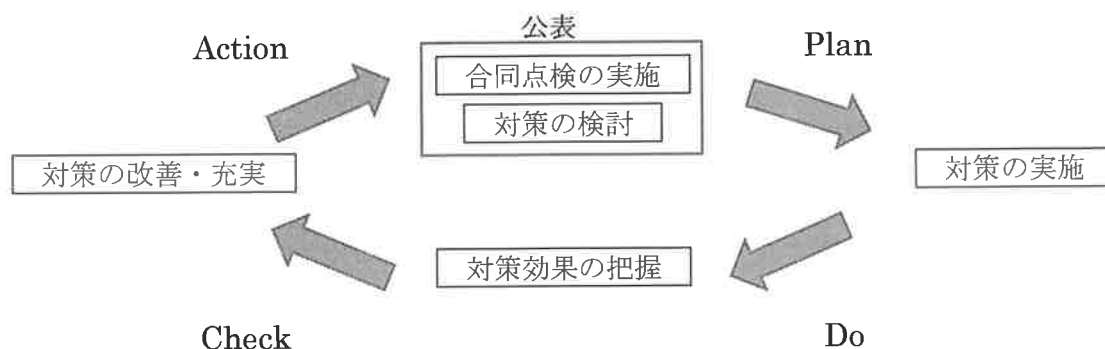 公表
Action
Plan
合同点検の実施
対策の検討
対策の改善・充実
対策の実施
対策効果の把握
Check
Do